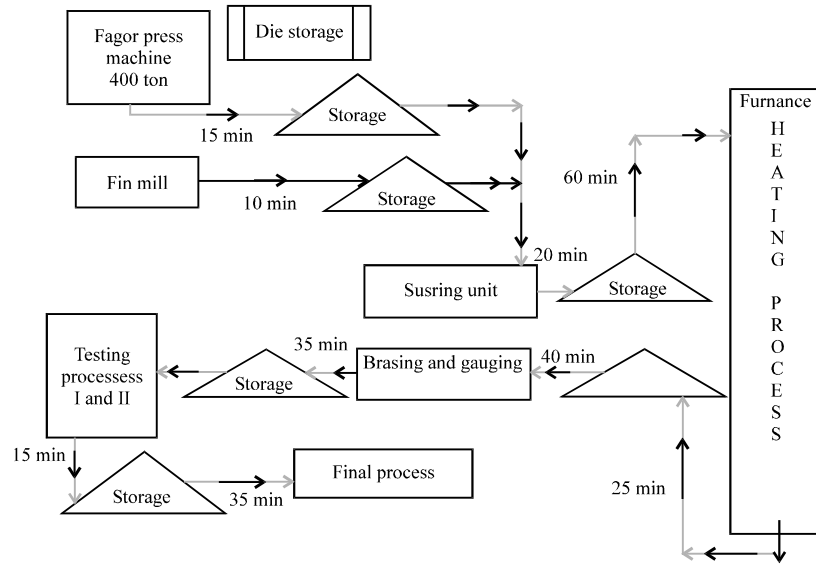 Fagor press
machine
400 ton
Die storage
Furnance
HEATING PROCESS
Storage
15 min
Fin mill
10 min
Storage
60 min
20 min
Susring unit
Storage
Testing
processess
I and II
Storage
35 min
Brasing and gauging
40 min
15 min
Storage
35 min
Final process
25 min